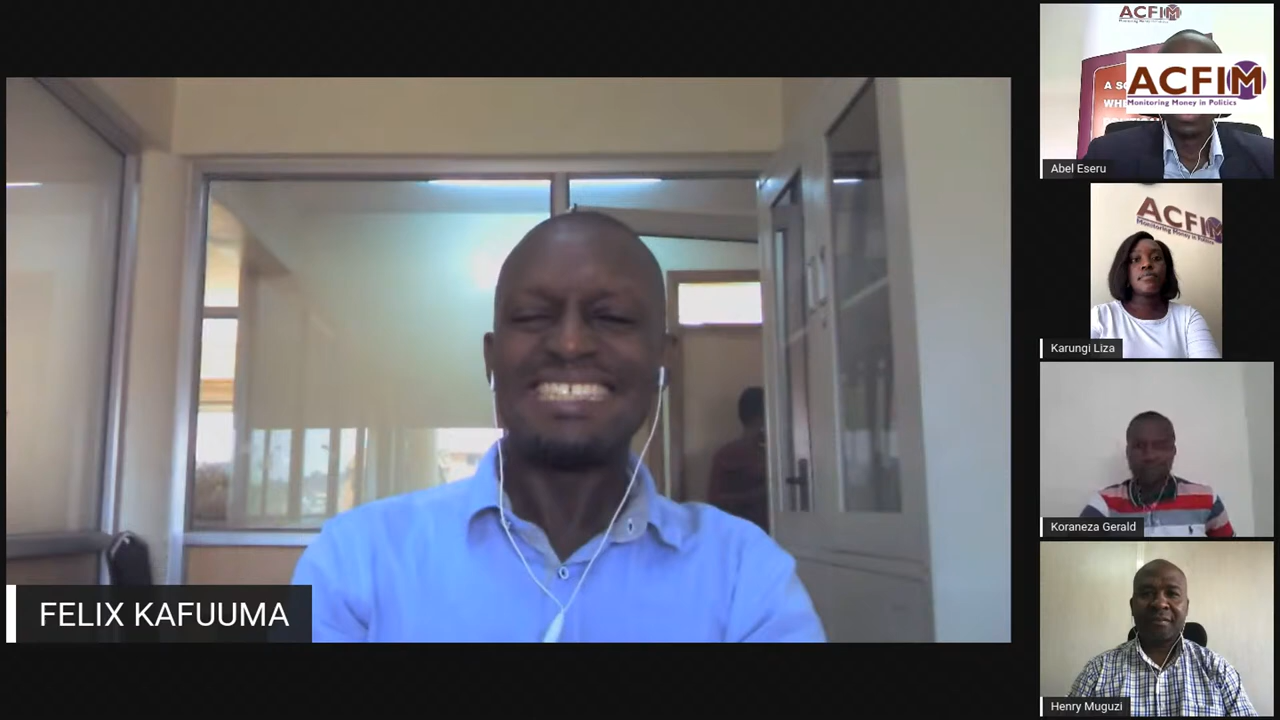 FELIX KAFUUMA
ACFIM
ACFIM
Monitoring Money in Politics
A S
WHE
Abel Eseru
ACFIM
Monitoring Money in Politics
Karungi Liza
Koraneza Gerald
Henry Muguzi